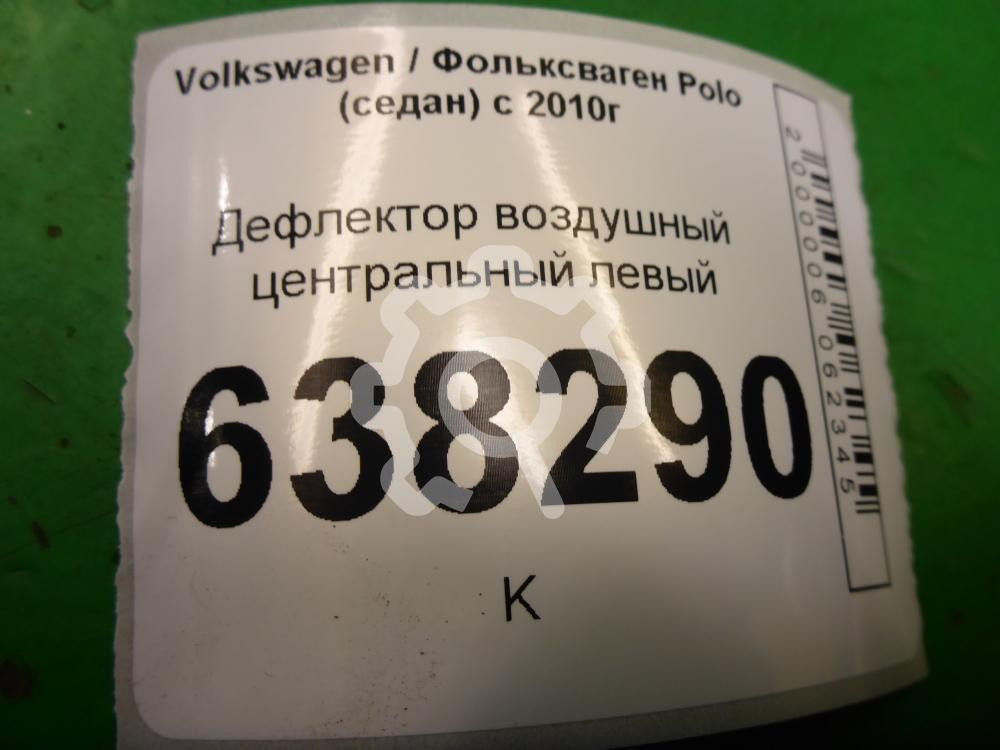 Volkswagen / Фольксваген Polo
(седан) с 2010г
Дефлектор воздушный
центральный левый
638290
К
2000006062345